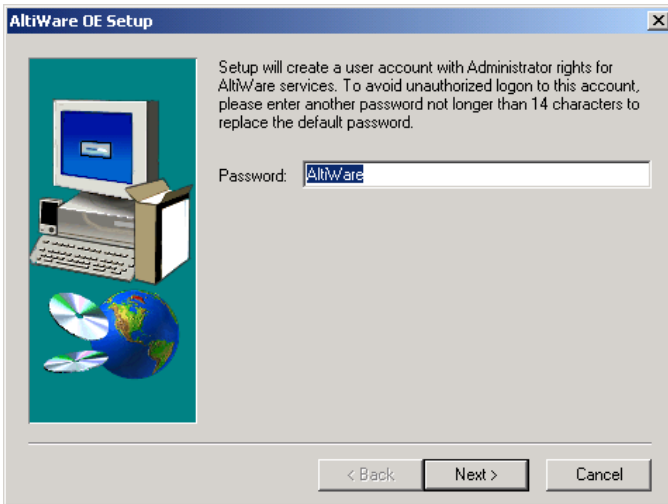 AltiWare OE Setup
Setup will create a user account with Administrator rights for
AltiWare services. To avoid unauthorized logon to this account,
please enter another password not longer than 14 characters to
replace the default password.
Password: AltiWare
< Back Next > Cancel